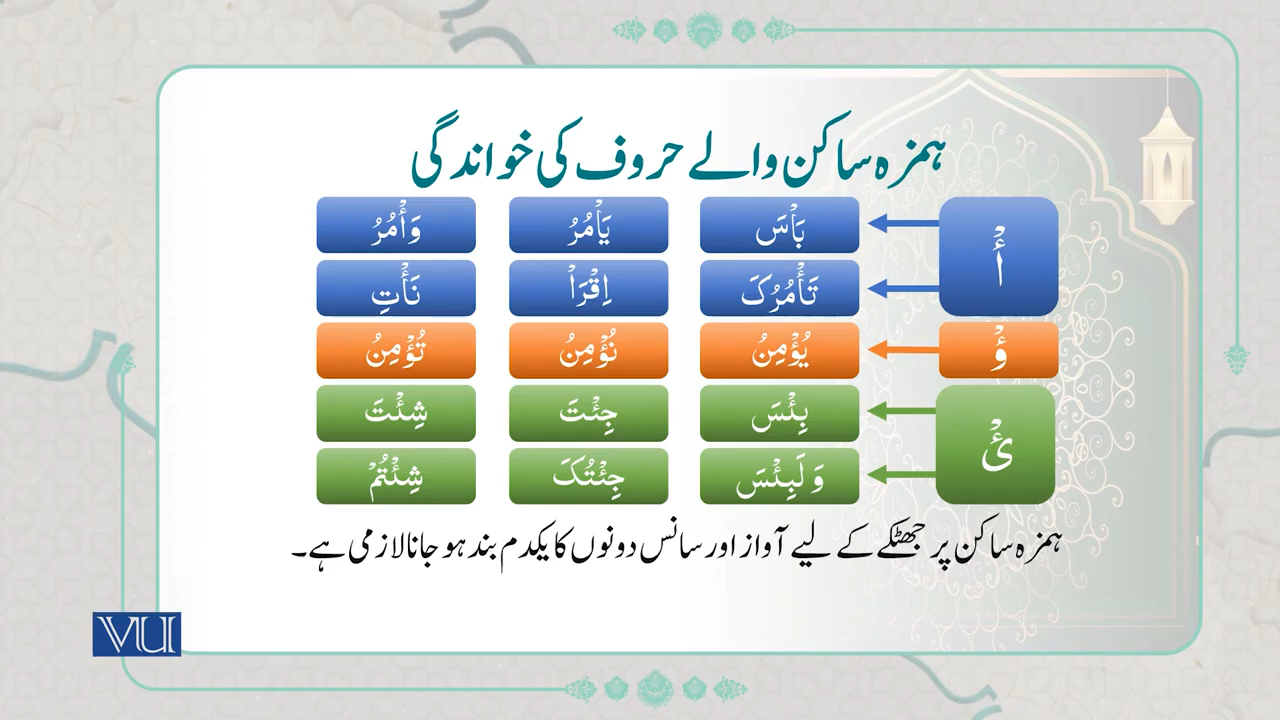 ہمزہ ساکن والے حروف کی خواندگی
أْ بَاْسَ يَاْمُرُ وَأْمُرُ
تَأْمُرُکَ اِقْرَاْ نَأْتِ
ؤْ يُؤْمِنُ نُؤْمِنُ تُؤْمِنُ
ئْ بِئْسَ جِئْتَ شِئْتَ
وَ لَبِئْسَ جِئْتُکَ شِئْتُمْ
ہمزہ ساکن پر جھٹکے کے لیے آواز اور سانس دونوں کا یکدم بند ہو جانا لازمی ہے۔
VU